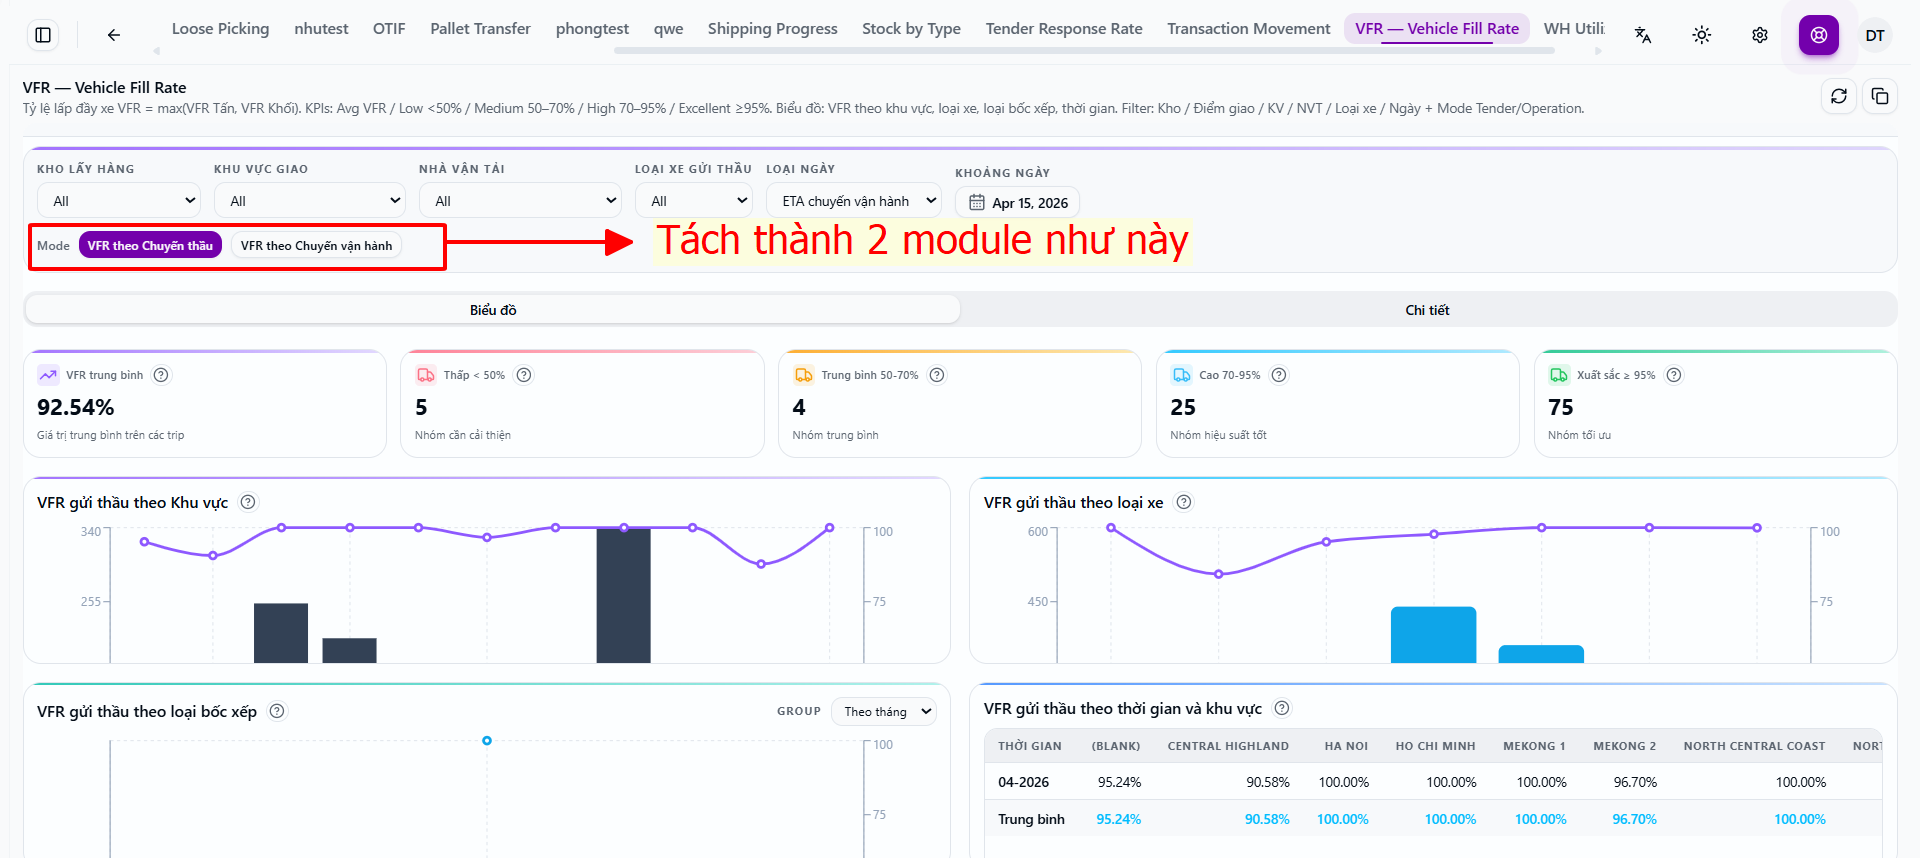 Loose Picking nhutest OTIF Pallet Transfer phongtest qwe Shipping Progress Stock by Type Tender Response Rate Transaction Movement VFR — Vehicle Fill Rate WH Utili
DT
VFR — Vehicle Fill Rate
Tỷ lệ lấp đầy xe VFR = max(VFR Tấn, VFR Khối). KPIs: Avg VFR / Low <50% / Medium 50–70% / High 70–95% / Excellent ≥95%. Biểu đồ: VFR theo khu vực, loại xe, loại bốc xếp, thời gian. Filter: Kho / Điểm giao / KV / NVT / Loại xe / Ngày + Mode Tender/Operation.
KHO LẤY HÀNG KHU VỰC GIAO NHÀ VẬN TẢI LOẠI XE GỬI THẦU LOẠI NGÀY KHOẢNG NGÀY
All All All All ETA chuyến vận hành Apr 15, 2026
Mode VFR theo Chuyến thầu VFR theo Chuyến vận hành
Tách thành 2 module như này
Biểu đồ Chi tiết
VFR trung bình
92.54%
Giá trị trung bình trên các trip
Thấp < 50%
5
Nhóm cần cải thiện
Trung bình 50-70%
4
Nhóm trung bình
Cao 70-95%
25
Nhóm hiệu suất tốt
Xuất sắc ≥ 95%
75
Nhóm tối ưu
VFR gửi thầu theo Khu vực
340 100
255 75
VFR gửi thầu theo loại xe
600 100
450 75
VFR gửi thầu theo loại bốc xếp
GROUP Theo tháng
100
75
VFR gửi thầu theo thời gian và khu vực
THỜI GIAN (BLANK) CENTRAL HIGHLAND HA NOI HO CHI MINH MEKONG 1 MEKONG 2 NORTH CENTRAL COAST NORT
04-2026 95.24% 90.58% 100.00% 100.00% 100.00% 96.70% 100.00%
Trung bình 95.24% 90.58% 100.00% 100.00% 100.00% 96.70% 100.00%